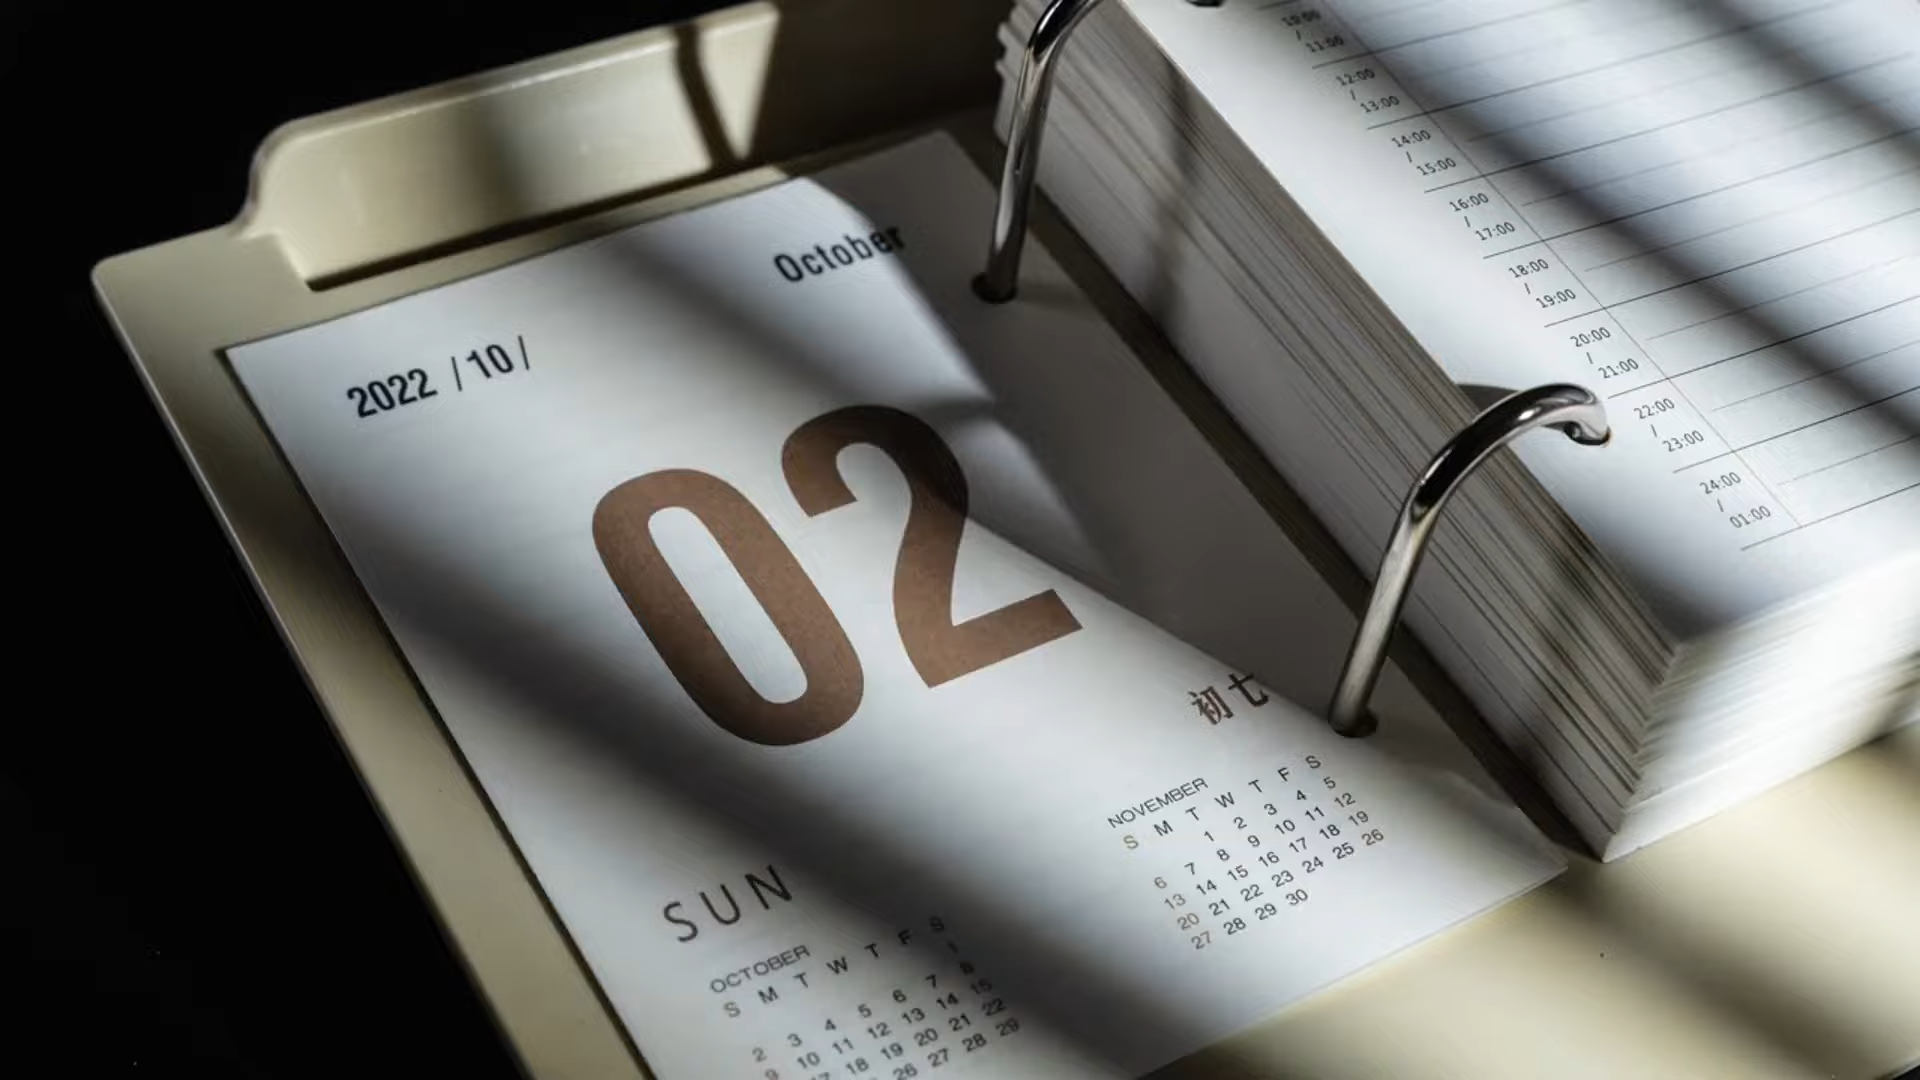 October
2022 / 10 /
02
初七
SUN
NOVEMBER
S M T W T F S
1 2 3 4 5
6 7 8 9 10 11 12
13 14 15 16 17 18 19
20 21 22 23 24 25 26
27 28 29 30
OCTOBER
S M T W T F S
1
2 3 4 5 6 7 8
9 10 11 12 13 14 15
17 18 19 20 21 22
26 27 28 29
10:00
/
11:00
12:00
/
13:00
14:00
/
15:00
16:00
/
17:00
18:00
/
19:00
20:00
/
21:00
22:00
/
23:00
24:00
/
01:00